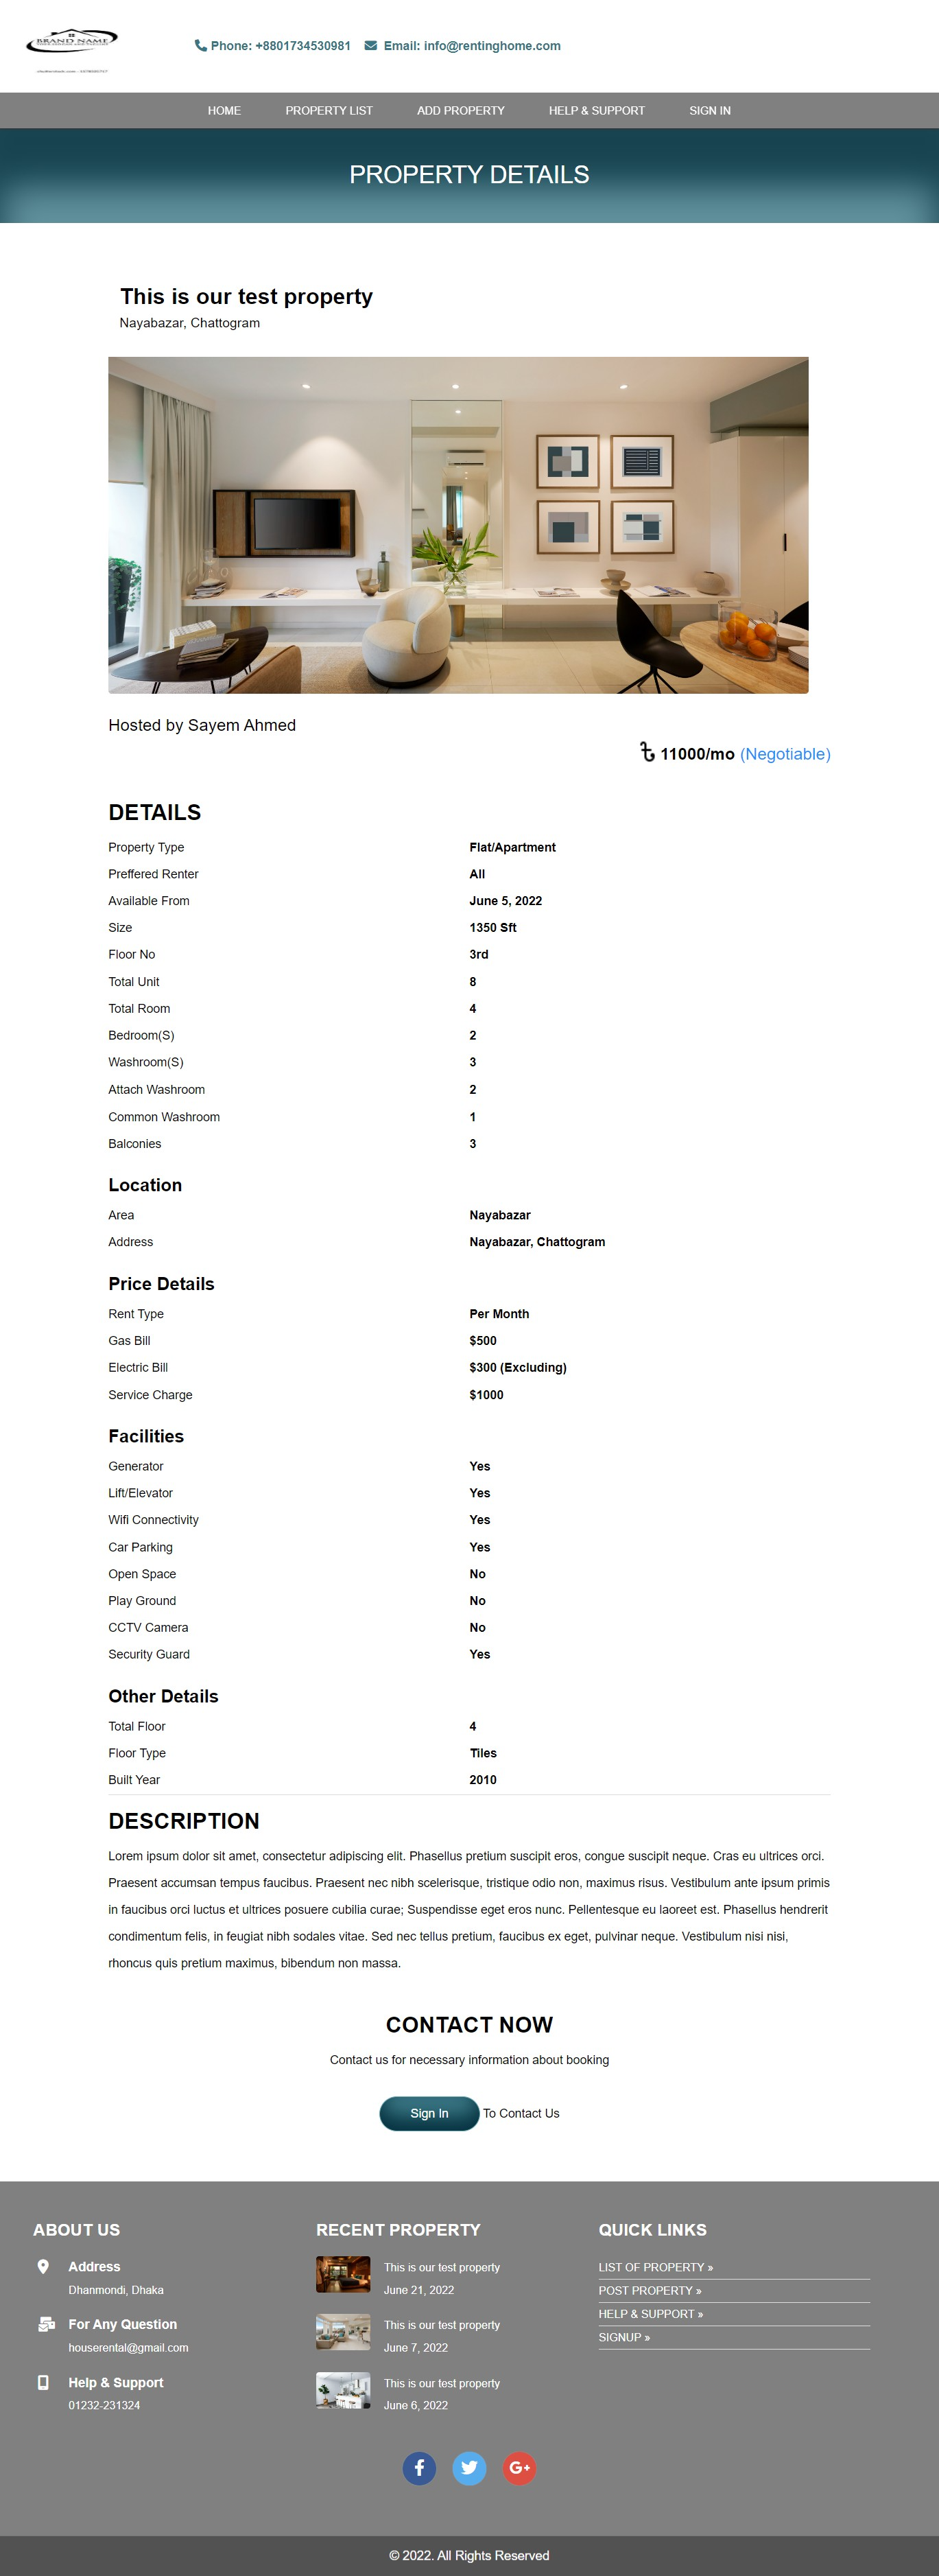 BRAND NAME
Phone: +8801734530981 Email: info@rentinghome.com
HOME PROPERTY LIST ADD PROPERTY HELP & SUPPORT SIGN IN
PROPERTY DETAILS
This is our test property
Nayabazar, Chattogram
Hosted by Sayem Ahmed
৳ 11000/mo (Negotiable)
DETAILS
Property Type Flat/Apartment
Preffered Renter All
Available From June 5, 2022
Size 1350 Sft
Floor No 3rd
Total Unit 8
Total Room 4
Bedroom(S) 2
Washroom(S) 3
Attach Washroom 2
Common Washroom 1
Balconies 3
Location
Area Nayabazar
Address Nayabazar, Chattogram
Price Details
Rent Type Per Month
Gas Bill $500
Electric Bill $300 (Excluding)
Service Charge $1000
Facilities
Generator Yes
Lift/Elevator Yes
Wifi Connectivity Yes
Car Parking Yes
Open Space No
Play Ground No
CCTV Camera No
Security Guard Yes
Other Details
Total Floor 4
Floor Type Tiles
Built Year 2010
DESCRIPTION
Lorem ipsum dolor sit amet, consectetur adipiscing elit. Phasellus pretium suscipit eros, congue suscipit neque. Cras eu ultrices orci.
Praesent accumsan tempus faucibus. Praesent nec nibh scelerisque, tristique odio non, maximus risus. Vestibulum ante ipsum primis
in faucibus orci luctus et ultrices posuere cubilia curae; Suspendisse eget eros nunc. Pellentesque eu laoreet est. Phasellus hendrerit
condimentum felis, in feugiat nibh sodales vitae. Sed nec tellus pretium, faucibus ex eget, pulvinar neque. Vestibulum nisi nisi,
rhoncus quis pretium maximus, bibendum non massa.
CONTACT NOW
Contact us for necessary information about booking
Sign In To Contact Us
ABOUT US
Address
Dhanmondi, Dhaka
For Any Question
houserental@gmail.com
Help & Support
01232-231324
RECENT PROPERTY
This is our test property
June 21, 2022
This is our test property
June 7, 2022
This is our test property
June 6, 2022
QUICK LINKS
LIST OF PROPERTY »
POST PROPERTY »
HELP & SUPPORT »
SIGNUP »
f
G+
© 2022. All Rights Reserved